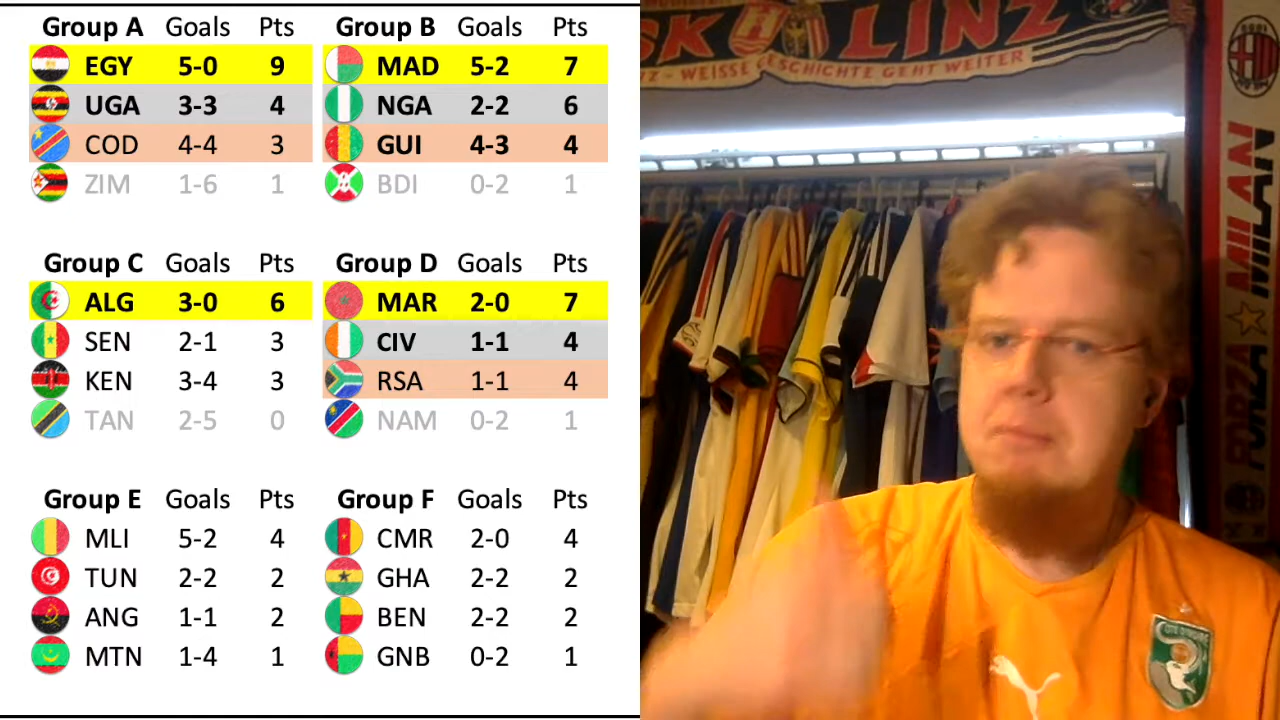 Group A Goals Pts
EGY 5-0 9
UGA 3-3 4
COD 4-4 3
ZIM 1-6 1
Group B Goals Pts
MAD 5-2 7
NGA 2-2 6
GUI 4-3 4
BDI 0-2 1
Group C Goals Pts
ALG 3-0 6
SEN 2-1 3
KEN 3-4 3
TAN 2-5 0
Group D Goals Pts
MAR 2-0 7
CIV 1-1 4
RSA 1-1 4
NAM 0-2 1
Group E Goals Pts
MLI 5-2 4
TUN 2-2 2
ANG 1-1 2
MTN 1-4 1
Group F Goals Pts
CMR 2-0 4
GHA 2-2 2
BEN 2-2 2
GNB 0-2 1
SK LINZ
Z - WEISSE GESCHICHTE GEHT WEITER
FORZA MILAN